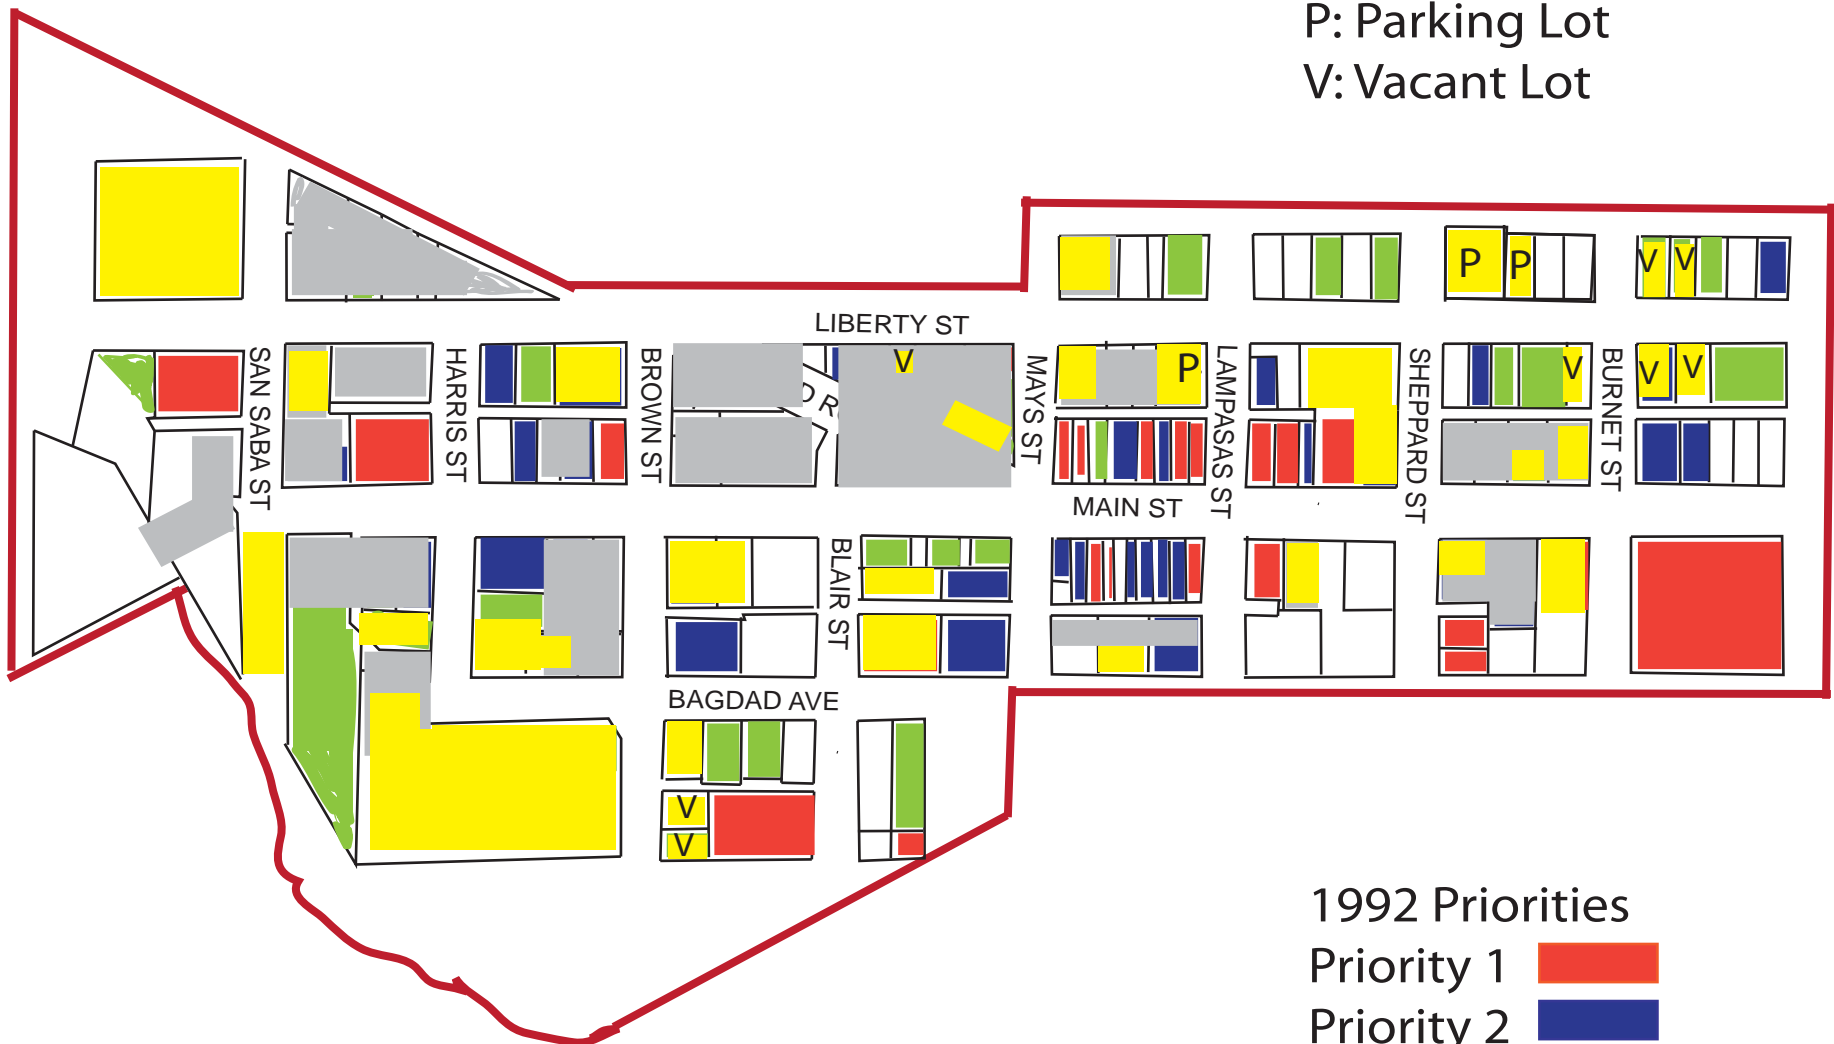 P: Parking Lot
V: Vacant Lot
P
P
V
V
LIBERTY ST
SAN SABA ST
HARRIS ST
BROWN ST
V
MAYS ST
P
LAMPASAS ST
SHEPPARD ST
V
BURNET ST
V
V
D R
MAIN ST
BLAIR ST
BAGDAD AVE
V
V
1992 Priorities
Priority 1
Priority 2